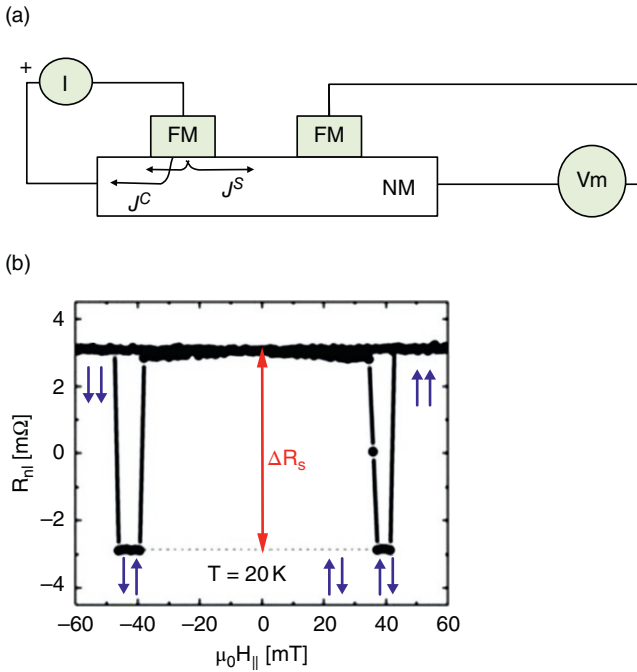 (a)
+
I
FM
FM
J^C
J^S
NM
Vm
(b)
4
2
0
−2
−4
R_nl [mΩ]
ΔR_s
T = 20 K
−60
−40
−20
0
20
40
60
μ₀H_|| [mT]